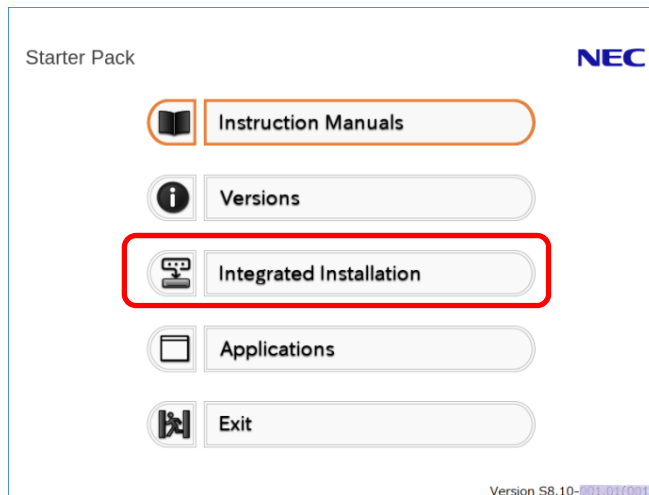 Starter Pack
NEC
Instruction Manuals
Versions
Integrated Installation
Applications
Exit
Version S8.10-